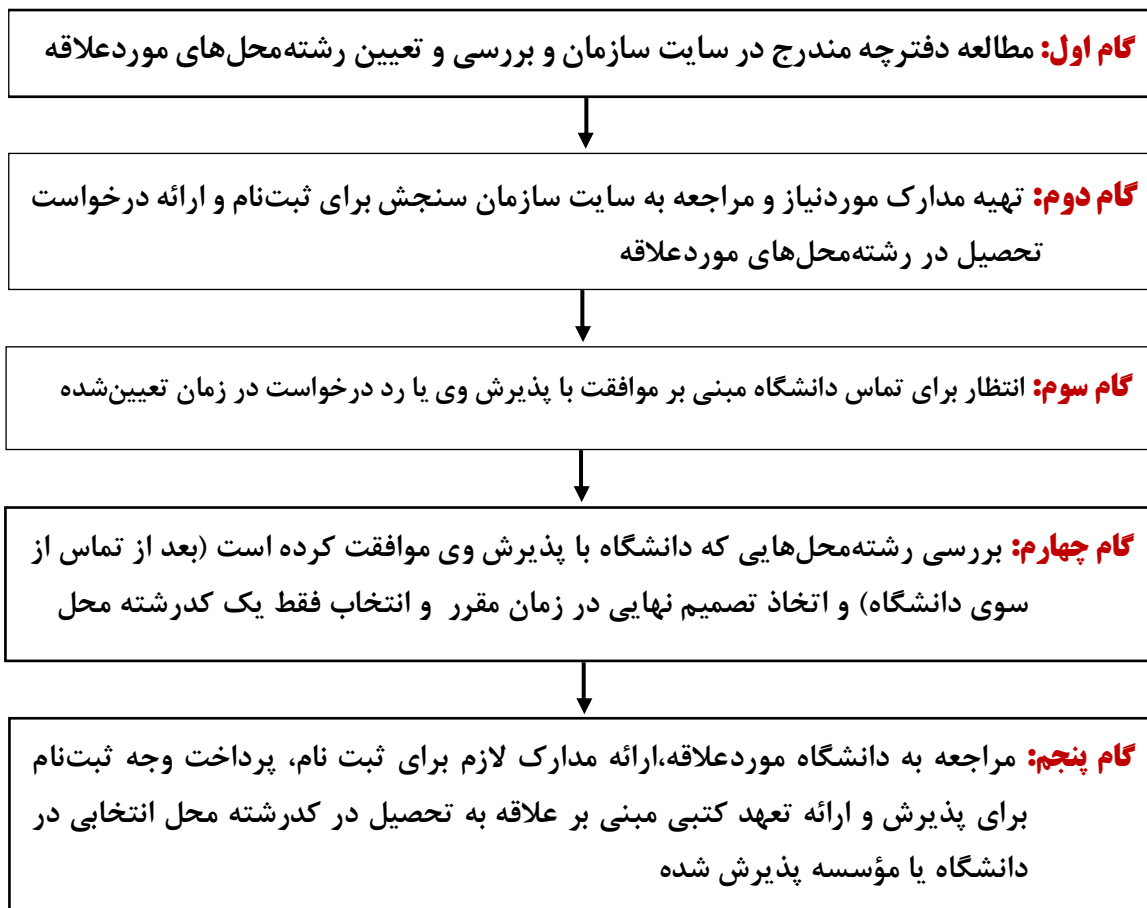 گام اول: مطالعه دفترچه مندرج در سایت سازمان و بررسی و تعیین رشته‌محل‌های موردعلاقه
گام دوم: تهیه مدارک موردنیاز و مراجعه به سایت سازمان سنجش برای ثبت‌نام و ارائه درخواست
تحصیل در رشته‌محل‌های موردعلاقه
گام سوم: انتظار برای تماس دانشگاه مبنی بر موافقت با پذیرش وی یا رد درخواست در زمان تعیین‌شده
گام چهارم: بررسی رشته‌محل‌هایی که دانشگاه با پذیرش وی موافقت کرده است (بعد از تماس از
سوی دانشگاه) و اتخاذ تصمیم نهایی در زمان مقرر و انتخاب فقط یک کدرشته محل
گام پنجم: مراجعه به دانشگاه موردعلاقه،ارائه مدارک لازم برای ثبت نام، پرداخت وجه ثبت‌نام
برای پذیرش و ارائه تعهد کتبی مبنی بر علاقه به تحصیل در کدرشته محل انتخابی در
دانشگاه یا مؤسسه پذیرش شده